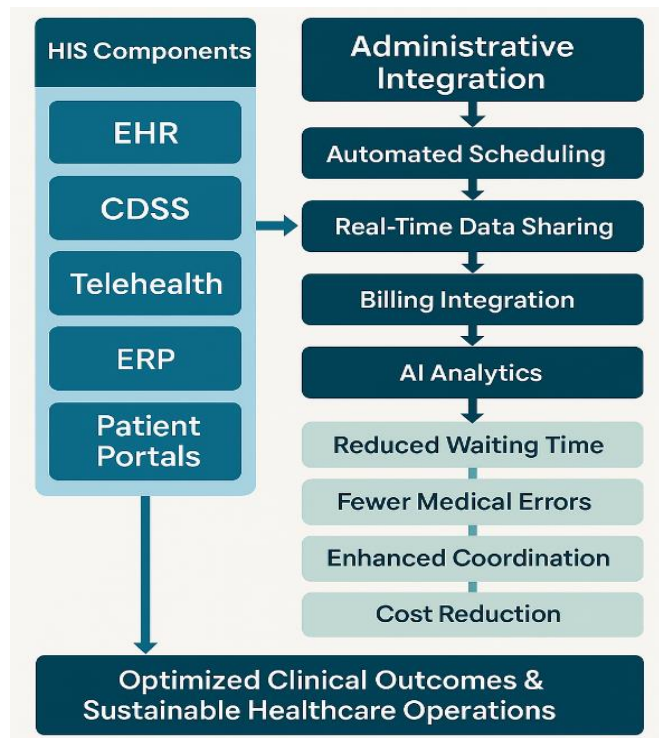 HIS Components
EHR
CDSS
Telehealth
ERP
Patient
Portals
Administrative
Integration
Automated Scheduling
Real-Time Data Sharing
Billing Integration
AI Analytics
Reduced Waiting Time
Fewer Medical Errors
Enhanced Coordination
Cost Reduction
Optimized Clinical Outcomes &
Sustainable Healthcare Operations